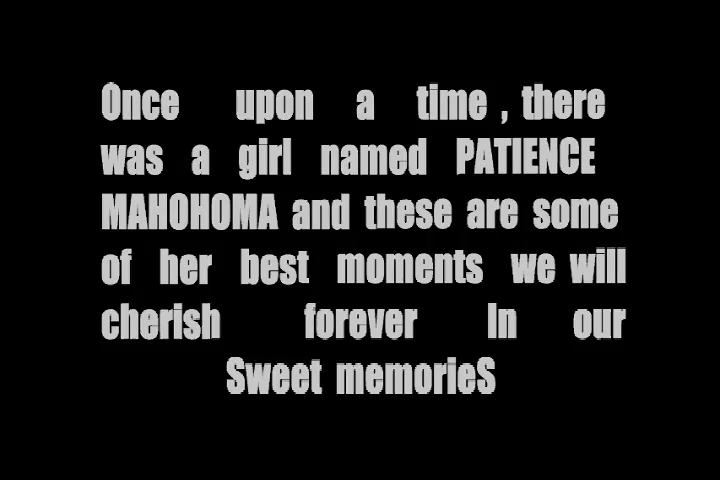 Once upon a time , there
was a girl named PATIENCE
MAHOHOMA and these are some
of her best moments we will
cherish forever In our
Sweet memorieS